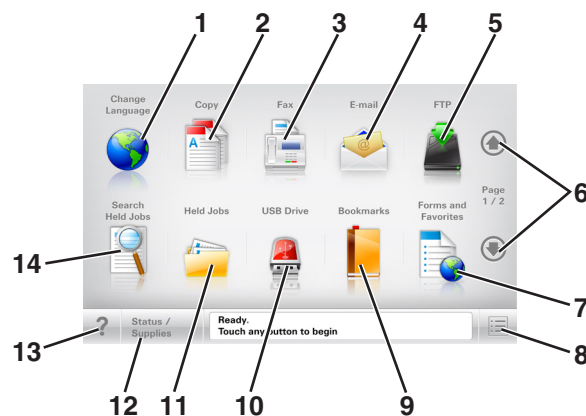 1 2 3 4 5
Change
Language
Copy
Fax
E-mail
FTP
A
@
6
Page
1 / 2
Search
Held Jobs
Held Jobs
USB Drive
Bookmarks
Forms and
Favorites
14
7
?
Status /
Supplies
Ready.
Touch any button to begin
8
13
12 11 10 9